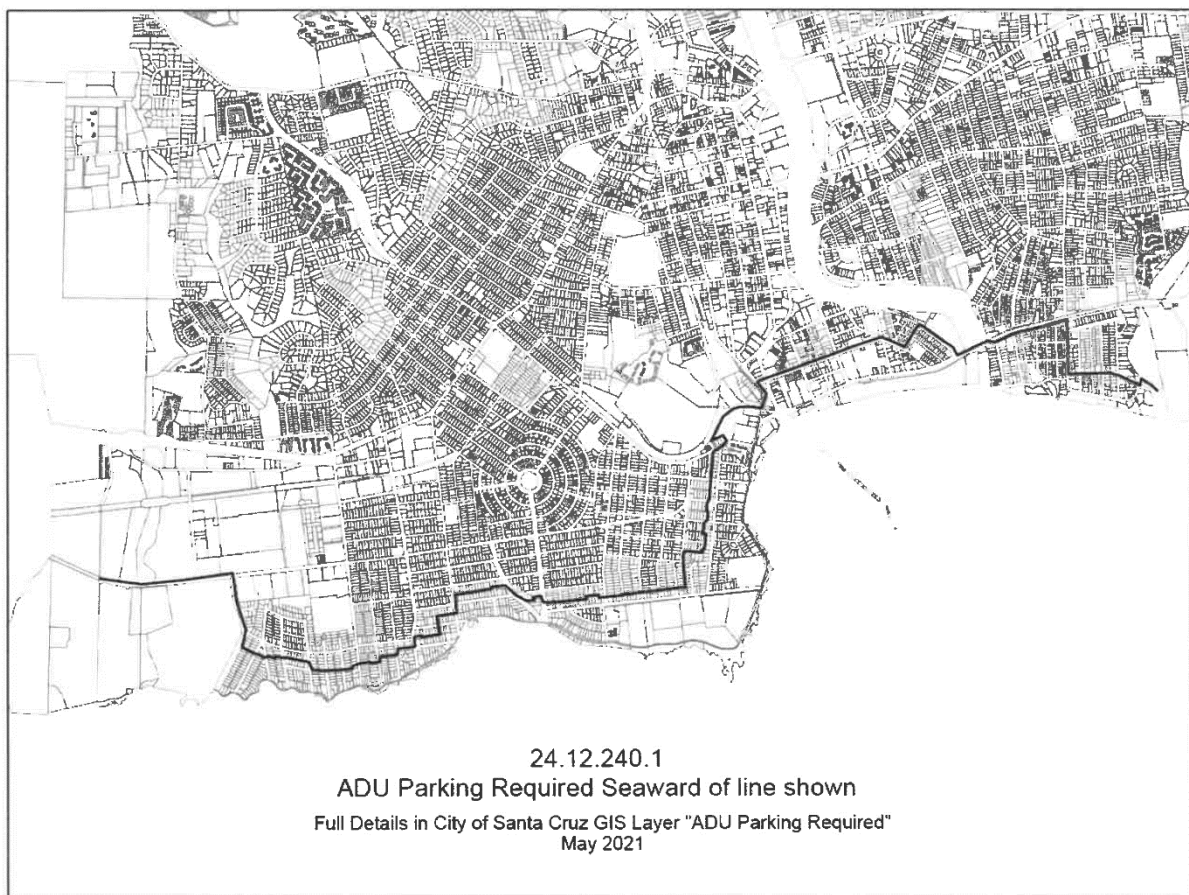 24.12.240.1
ADU Parking Required Seaward of line shown
Full Details in City of Santa Cruz GIS Layer "ADU Parking Required"
May 2021